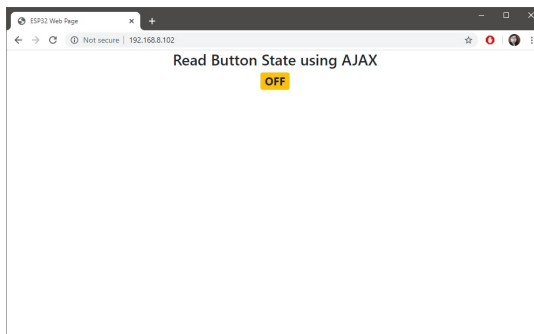 ESP32 Web Page
Not secure | 192.168.8.102
Read Button State using AJAX
OFF